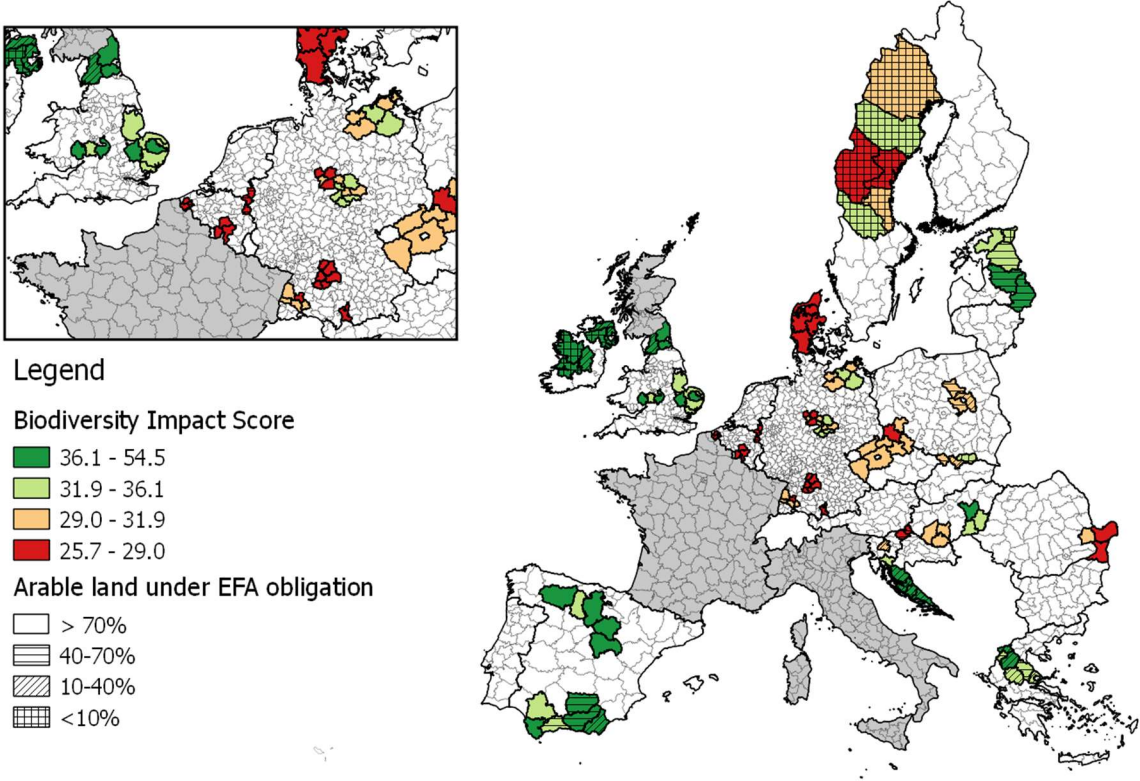 Legend
Biodiversity Impact Score
36.1 - 54.5
31.9 - 36.1
29.0 - 31.9
25.7 - 29.0
Arable land under EFA obligation
> 70%
40-70%
10-40%
<10%